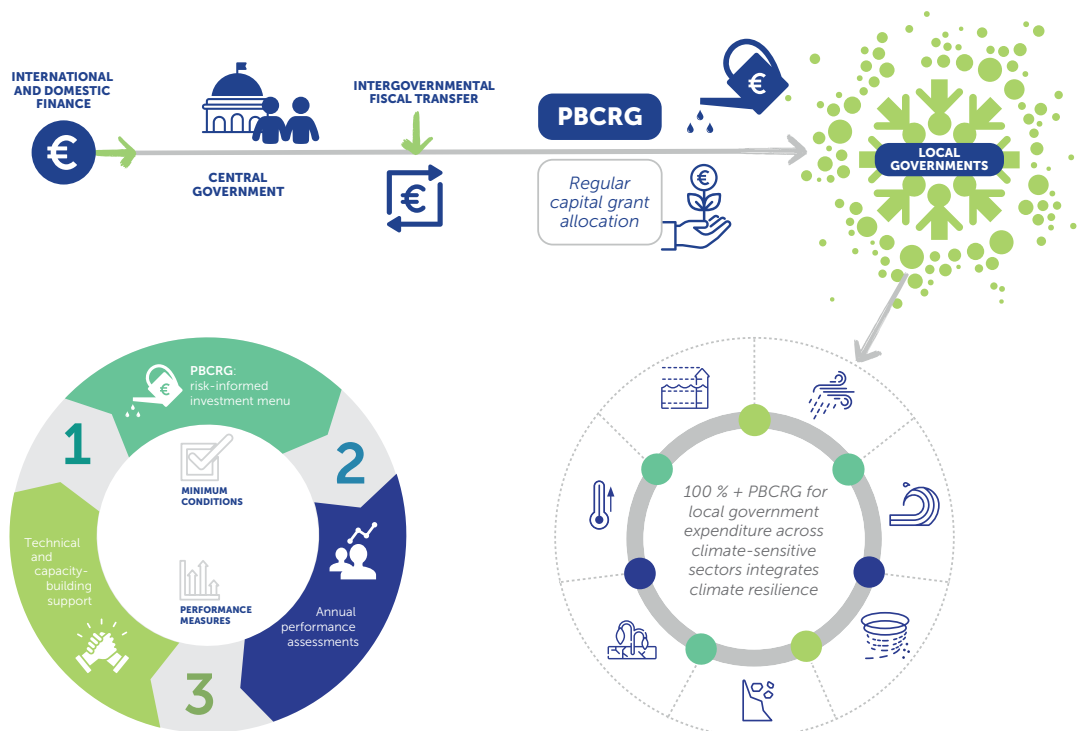 INTERNATIONAL
AND DOMESTIC
FINANCE
€
CENTRAL
GOVERNMENT
INTERGOVERNMENTAL
FISCAL TRANSFER
€
PBCRG
€
Regular
capital grant
allocation
€
LOCAL
GOVERNMENTS
€
PBCRG:
risk-informed
investment menu
1
2
MINIMUM
CONDITIONS
Technical
and
capacity-
building
support
PERFORMANCE
MEASURES
Annual
performance
assessments
3
100 % + PBCRG for
local government
expenditure across
climate-sensitive
sectors integrates
climate resilience